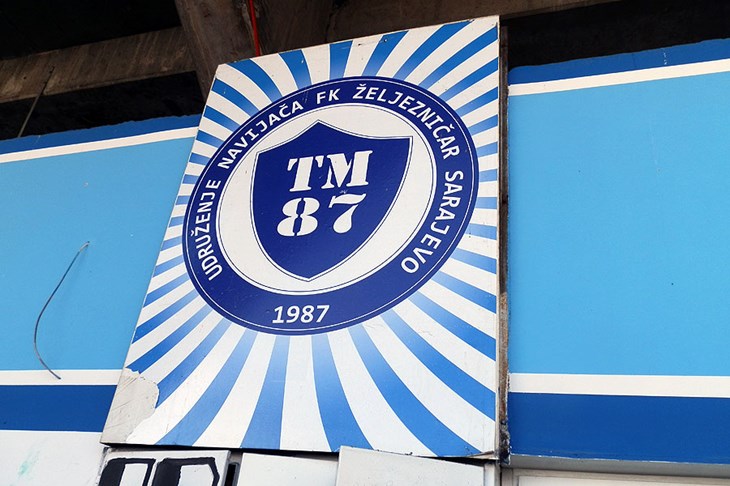 UDRUŽENJE NAVIJAČA FK ŽELJEZNIČAR SARAJEVO
TM
87
1987